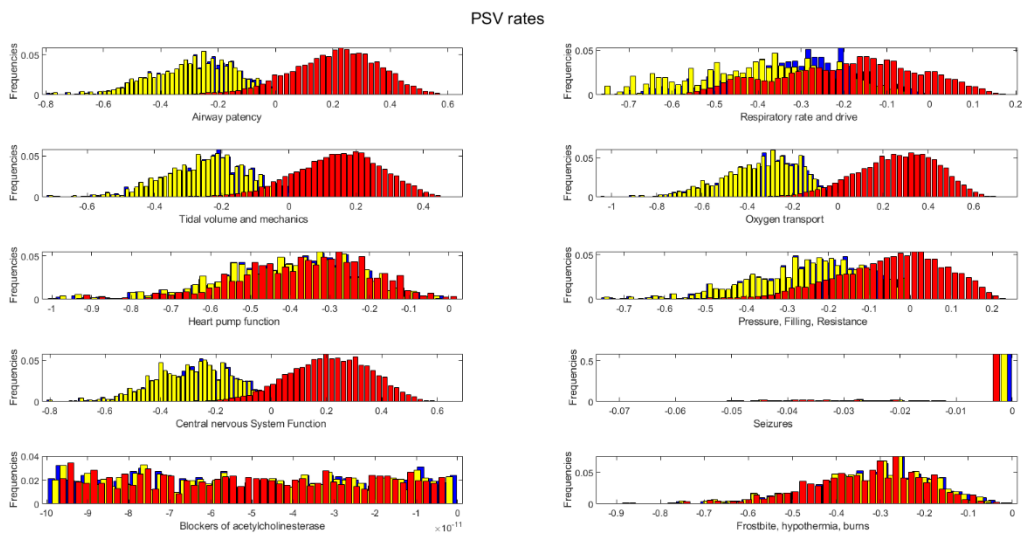 PSV rates
Frequencies
0.05
0
-0.8 -0.6 -0.4 -0.2 0 0.2 0.4 0.6
Airway patency
Frequencies
0.05
0
-0.7 -0.6 -0.5 -0.4 -0.3 -0.2 -0.1 0 0.1 0.2
Respiratory rate and drive
Frequencies
0.05
0
-0.6 -0.4 -0.2 0 0.2 0.4
Tidal volume and mechanics
Frequencies
0.05
0
-1 -0.8 -0.6 -0.4 -0.2 0 0.2 0.4 0.6
Oxygen transport
Frequencies
0.05
0
-1 -0.9 -0.8 -0.7 -0.6 -0.5 -0.4 -0.3 -0.2 -0.1 0
Heart pump function
Frequencies
0.05
0
-0.7 -0.6 -0.5 -0.4 -0.3 -0.2 -0.1 0 0.1 0.2
Pressure, Filling, Resistance
Frequencies
0.05
0
-0.8 -0.6 -0.4 -0.2 0 0.2 0.4 0.6
Central nervous System Function
Frequencies
0.5
0
-0.07 -0.06 -0.05 -0.04 -0.03 -0.02 -0.01 0
Seizures
Frequencies
0.04
0.02
0
-10 -9 -8 -7 -6 -5 -4 -3 -2 -1 0
Blockers of acetylcholinesterase
×10-11
Frequencies
0.05
0
-0.9 -0.8 -0.7 -0.6 -0.5 -0.4 -0.3 -0.2 -0.1 0
Frostbite, hypothermia, burns